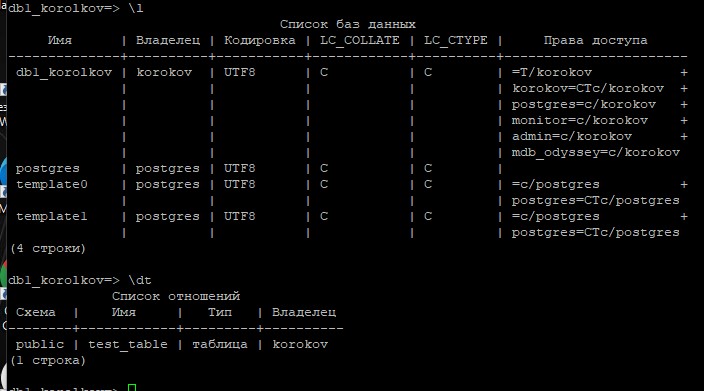 db1_korolkov=> \l
                                  Список баз данных
     Имя      | Владелец | Кодировка | LC_COLLATE | LC_CTYPE |     Права доступа
--------------+----------+-----------+------------+----------+-----------------------
 db1_korolkov | korokov  | UTF8      | C          | C        | =T/korokov           +
              |          |           |            |          | korokov=CTc/korokov  +
              |          |           |            |          | postgres=c/korokov   +
              |          |           |            |          | monitor=c/korokov    +
              |          |           |            |          | admin=c/korokov      +
              |          |           |            |          | mdb_odyssey=c/korokov
 postgres     | postgres | UTF8      | C          | C        |
 template0    | postgres | UTF8      | C          | C        | =c/postgres          +
              |          |           |            |          | postgres=CTc/postgres
 template1    | postgres | UTF8      | C          | C        | =c/postgres          +
              |          |           |            |          | postgres=CTc/postgres
(4 строки)
db1_korolkov=> \dt
             Список отношений
 Схема  |    Имя     |   Тип   | Владелец
--------+------------+---------+----------
 public | test_table | таблица | korokov
(1 строка)
db1_korolkov=>